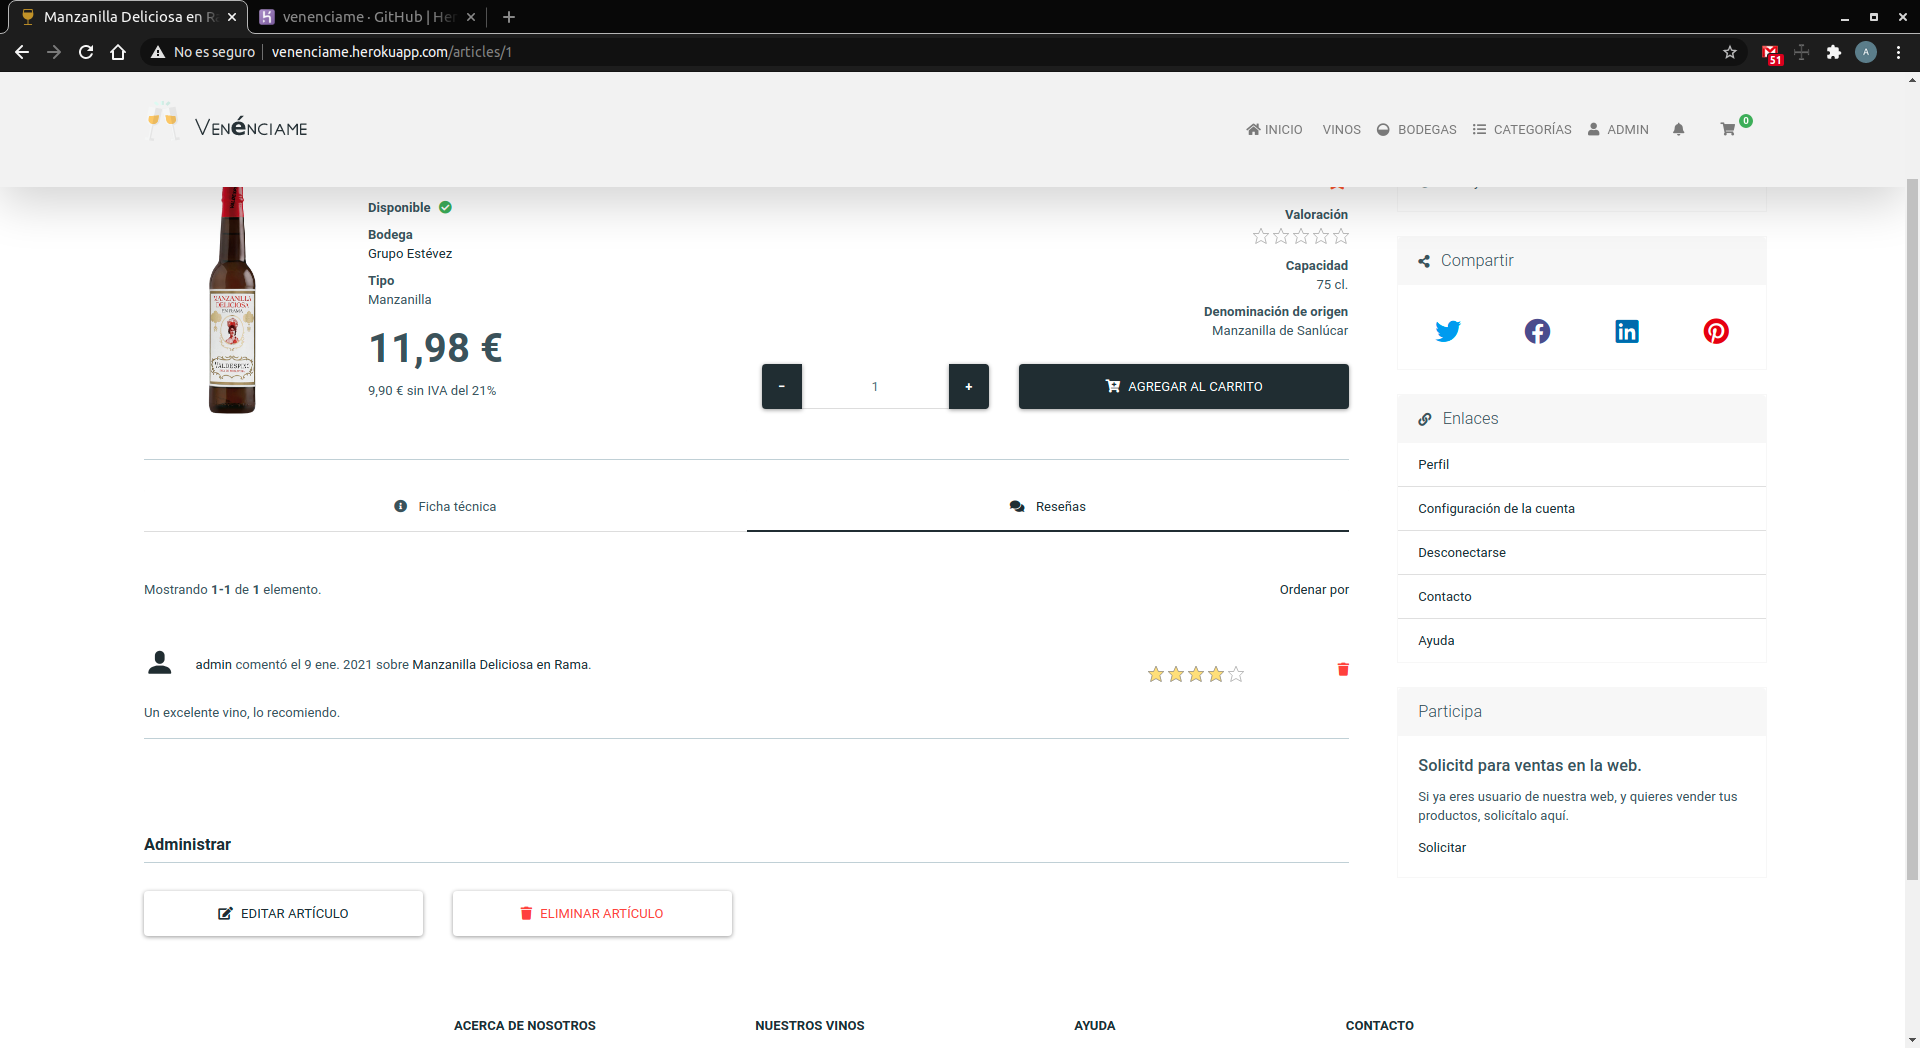 Manzanilla Deliciosa en R
venenciame · GitHub | Her
No es seguro
venenciame.herokuapp.com/articles/1
51
A
Venénciame
INICIO
VINOS
BODEGAS
CATEGORÍAS
ADMIN
0
Disponible
Bodega
Grupo Estévez
Tipo
Manzanilla
11,98 €
9,90 € sin IVA del 21%
MANZANILLA
DELICIOSA
EN RAMA
VALDESPINO
Valoración
Capacidad
75 cl.
Denominación de origen
Manzanilla de Sanlúcar
-
1
+
AGREGAR AL CARRITO
Ficha técnica
Reseñas
Mostrando 1-1 de 1 elemento.
Ordenar por
admin comentó el 9 ene. 2021 sobre Manzanilla Deliciosa en Rama.
Un excelente vino, lo recomiendo.
Administrar
EDITAR ARTÍCULO
ELIMINAR ARTÍCULO
Compartir
Enlaces
Perfil
Configuración de la cuenta
Desconectarse
Contacto
Ayuda
Participa
Solicitd para ventas en la web.
Si ya eres usuario de nuestra web, y quieres vender tus
productos, solicítalo aquí.
Solicitar
ACERCA DE NOSOTROS
NUESTROS VINOS
AYUDA
CONTACTO